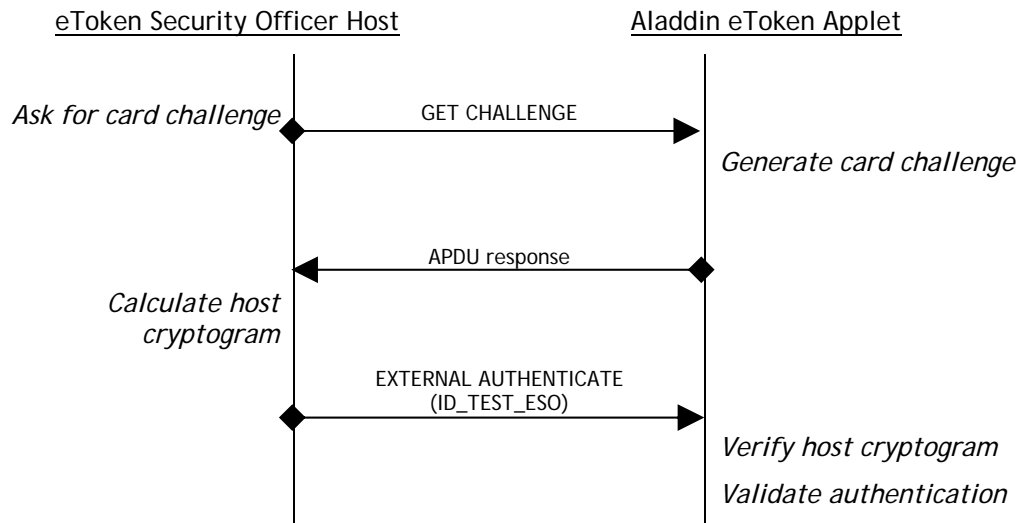 eToken Security Officer Host
Aladdin eToken Applet
Ask for card challenge
GET CHALLENGE
Generate card challenge
APDU response
Calculate host
cryptogram
EXTERNAL AUTHENTICATE
(ID_TEST_ESO)
Verify host cryptogram
Validate authentication